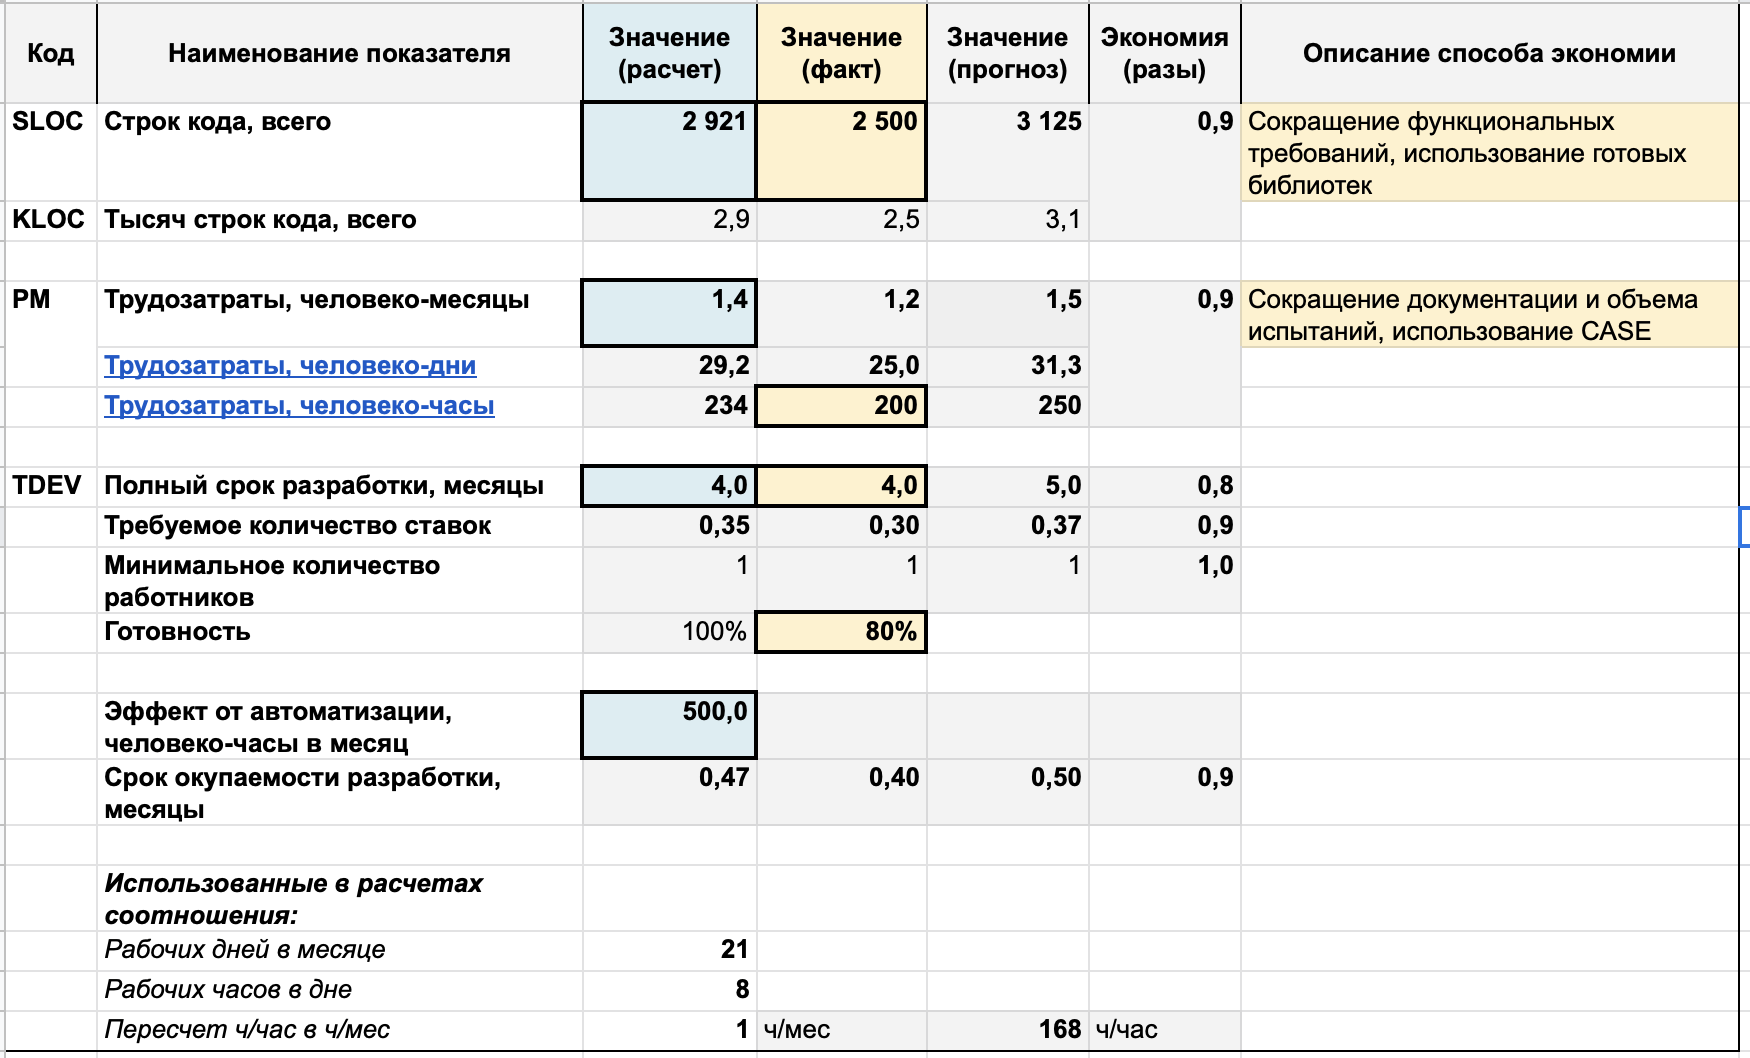 Код Наименование показателя Значение (расчет) Значение (факт) Значение (прогноз) Экономия (разы) Описание способа экономии
SLOC Строк кода, всего 2 921 2 500 3 125 0,9 Сокращение функциональных
требований, использование готовых
библиотек
KLOC Тысяч строк кода, всего 2,9 2,5 3,1
PM Трудозатраты, человеко-месяцы 1,4 1,2 1,5 0,9 Сокращение документации и объема
испытаний, использование CASE
Трудозатраты, человеко-дни 29,2 25,0 31,3
Трудозатраты, человеко-часы 234 200 250
TDEV Полный срок разработки, месяцы 4,0 4,0 5,0 0,8
Требуемое количество ставок 0,35 0,30 0,37 0,9
Минимальное количество
работников 1 1 1 1,0
Готовность 100% 80%
Эффект от автоматизации,
человеко-часы в месяц 500,0
Срок окупаемости разработки,
месяцы 0,47 0,40 0,50 0,9
Использованные в расчетах
соотношения:
Рабочих дней в месяце 21
Рабочих часов в дне 8
Пересчет ч/час в ч/мес 1 ч/мес 168 ч/час